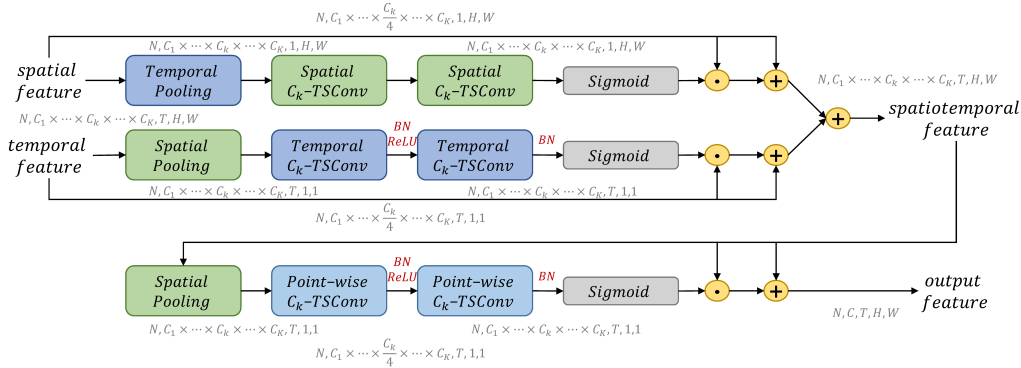 N, C₁ × ⋯ × C_k/4 × ⋯ × C_K, 1, H, W
N, C₁ × ⋯ × C_k × ⋯ × C_K, 1, H, W
N, C₁ × ⋯ × C_k × ⋯ × C_K, 1, H, W
spatial
feature
Temporal
Pooling
Spatial
C_k−TSConv
Spatial
C_k−TSConv
Sigmoid
·
+
N, C₁ × ⋯ × C_k × ⋯ × C_K, T, H, W
N, C₁ × ⋯ × C_k × ⋯ × C_K, T, H, W
+
spatiotemporal
feature
temporal
feature
Spatial
Pooling
Temporal
C_k−TSConv
BN
ReLU
Temporal
C_k−TSConv
BN
Sigmoid
·
+
N, C₁ × ⋯ × C_k × ⋯ × C_K, T, 1,1
N, C₁ × ⋯ × C_k × ⋯ × C_K, T, 1,1
N, C₁ × ⋯ × C_k/4 × ⋯ × C_K, T, 1,1
Spatial
Pooling
Point−wise
C_k−TSConv
BN
ReLU
Point−wise
C_k−TSConv
BN
Sigmoid
·
+
output
feature
N, C, T, H, W
N, C₁ × ⋯ × C_k × ⋯ × C_K, T, 1,1
N, C₁ × ⋯ × C_k × ⋯ × C_K, T, 1,1
N, C₁ × ⋯ × C_k/4 × ⋯ × C_K, T, 1,1